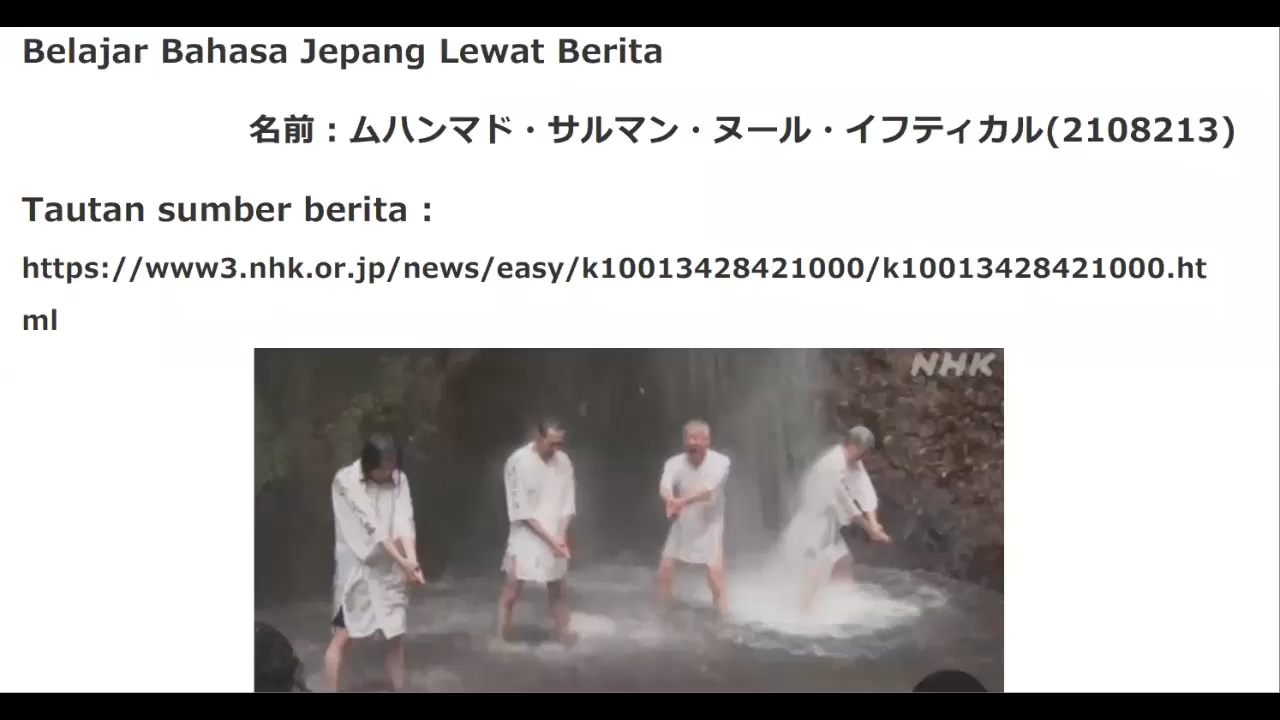 Belajar Bahasa Jepang Lewat Berita
名前：ムハンマド・サルマン・ヌール・イフティカル(2108213)
Tautan sumber berita :
https://www3.nhk.or.jp/news/easy/k10013428421000/k10013428421000.ht
ml
NHK